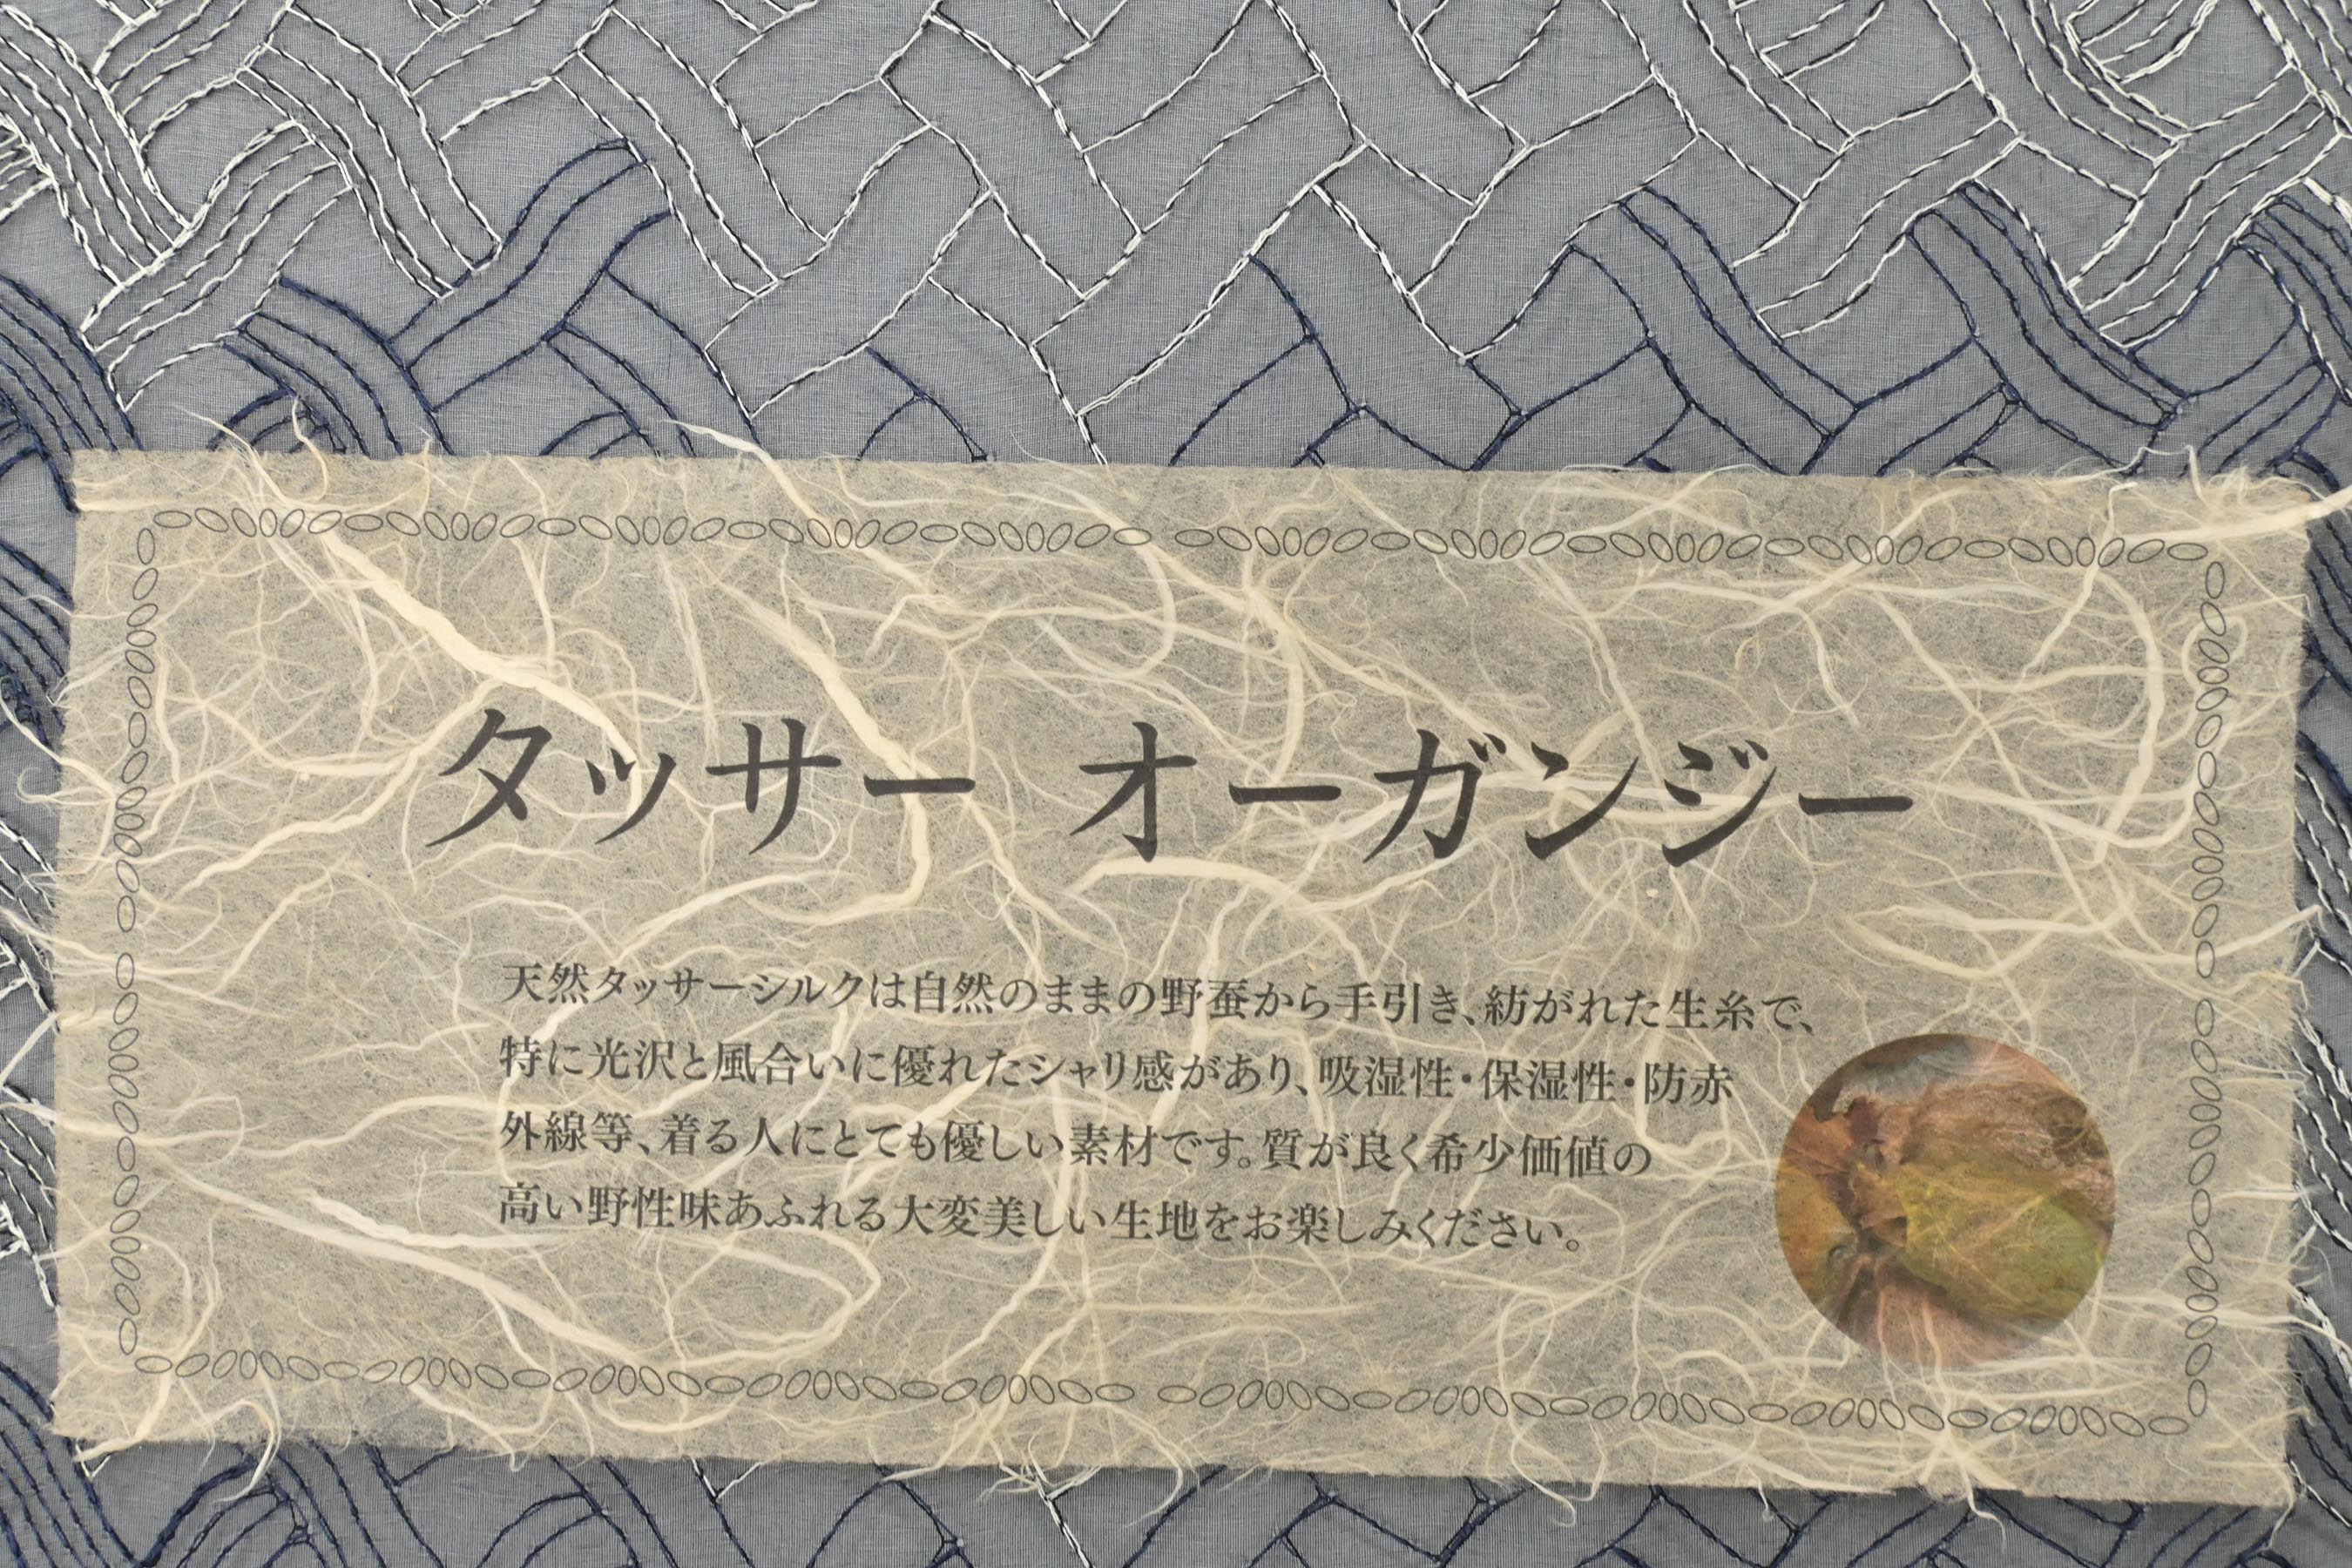 タッサー オーガンジー
天然タッサーシルクは自然のままの野蚕から手引き、紡がれた生糸で、
特に光沢と風合いに優れたシャリ感があり、吸湿性・保湿性・防赤
外線等、着る人にとても優しい素材です。質が良く希少価値の
高い野性味あふれる大変美しい生地をお楽しみください。